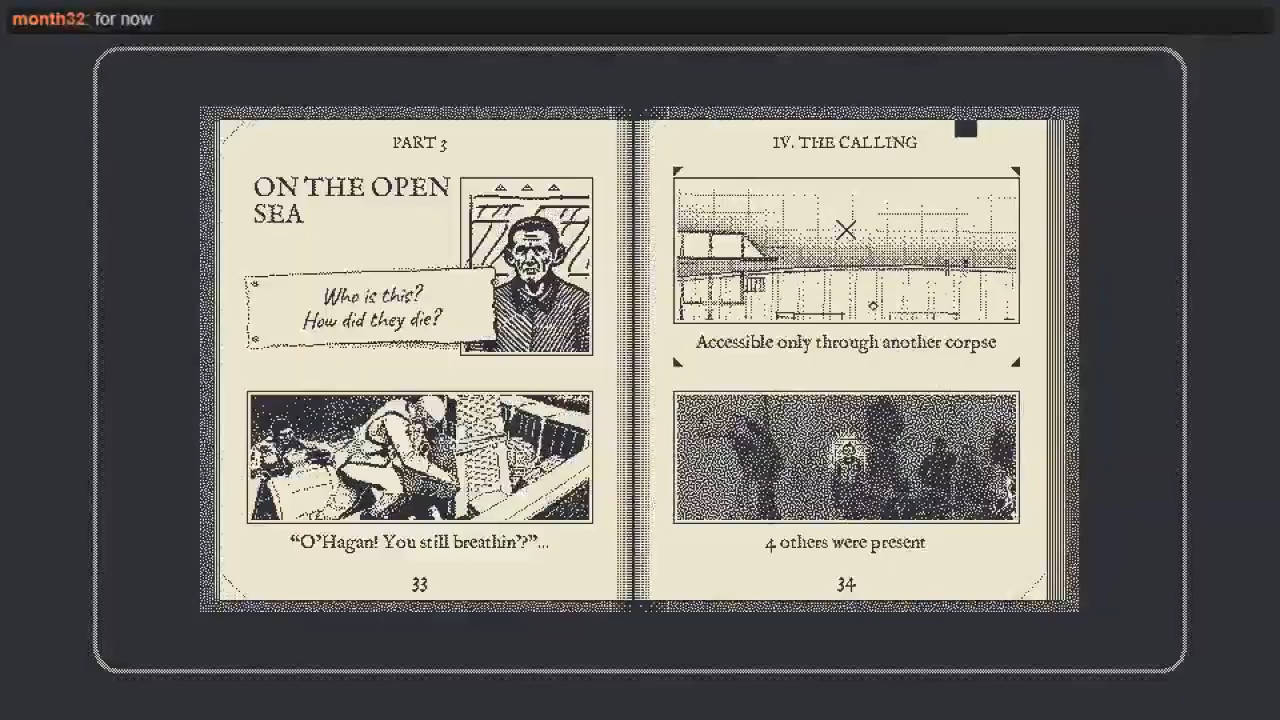 month32: for now
PART 3
ON THE OPEN
SEA
Who is this?
How did they die?
"O'Hagan! You still breathin'?"...
33
IV. THE CALLING
Accessible only through another corpse
4 others were present
34